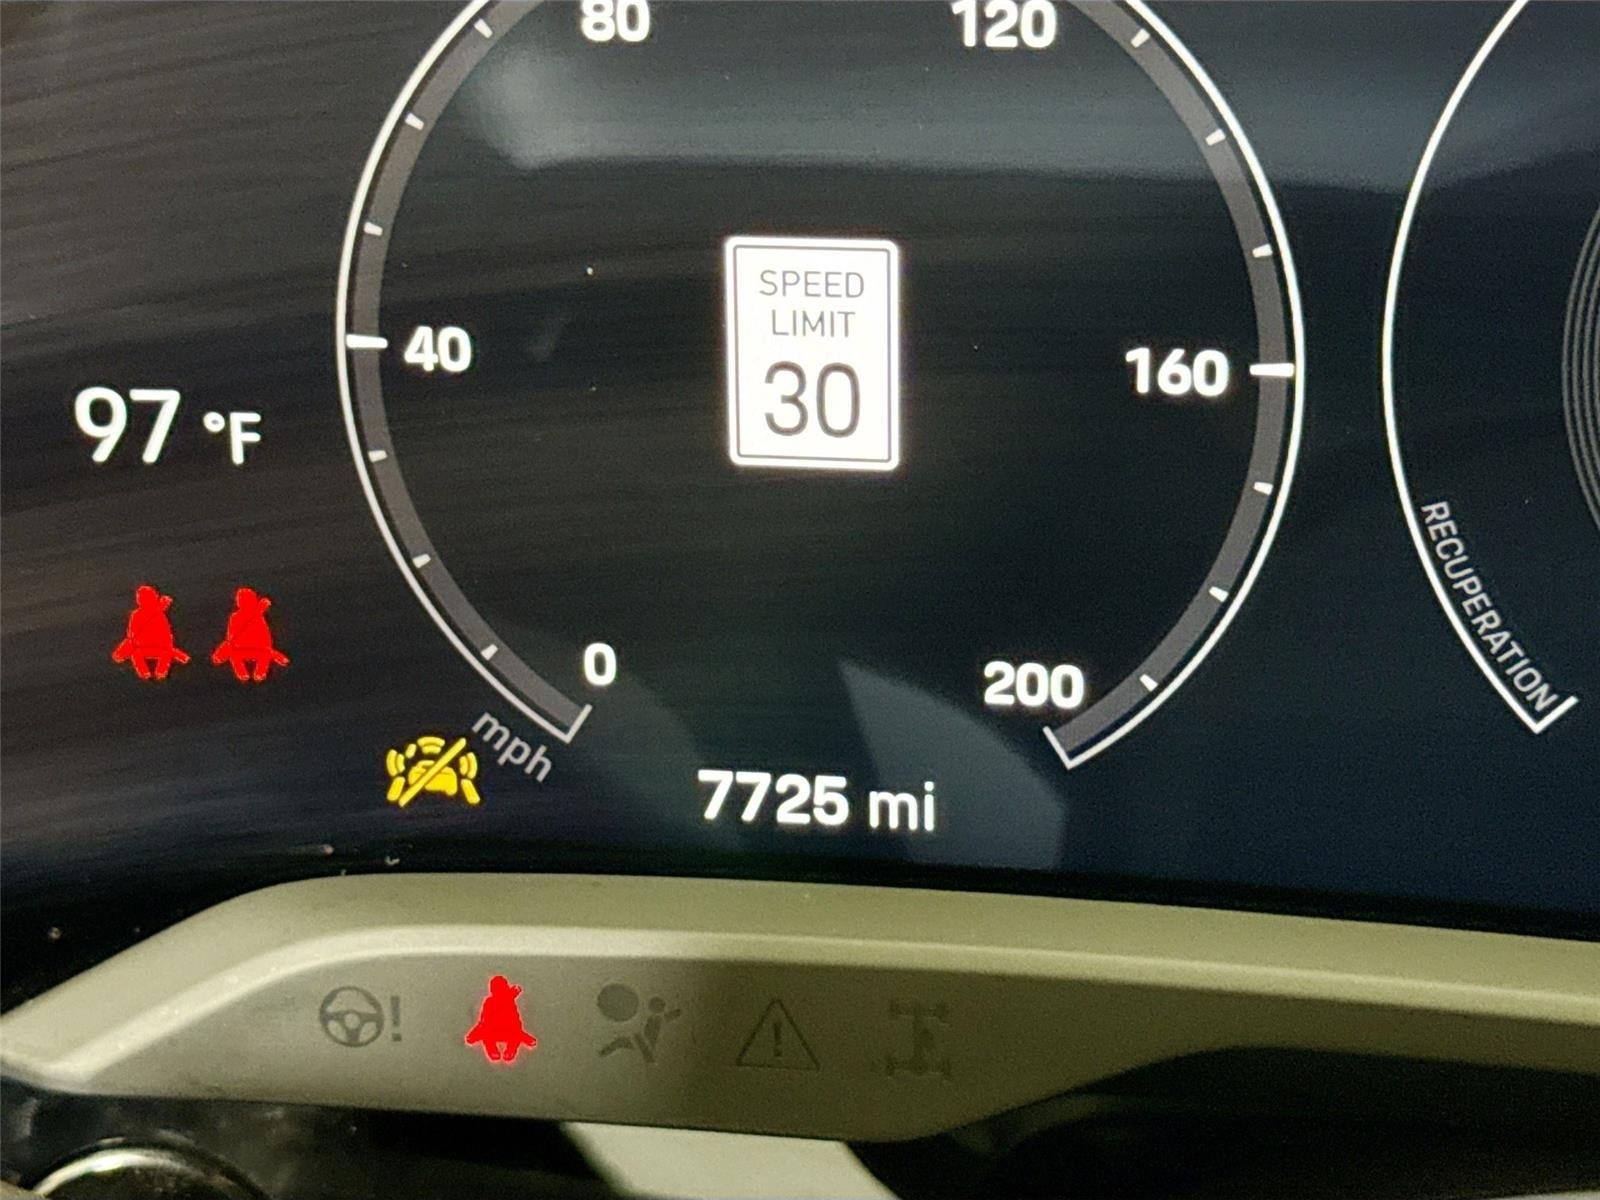 80
120
SPEED
LIMIT
30
40
160
97 °F
RECUPERATION
0
200
mph
7725 mi